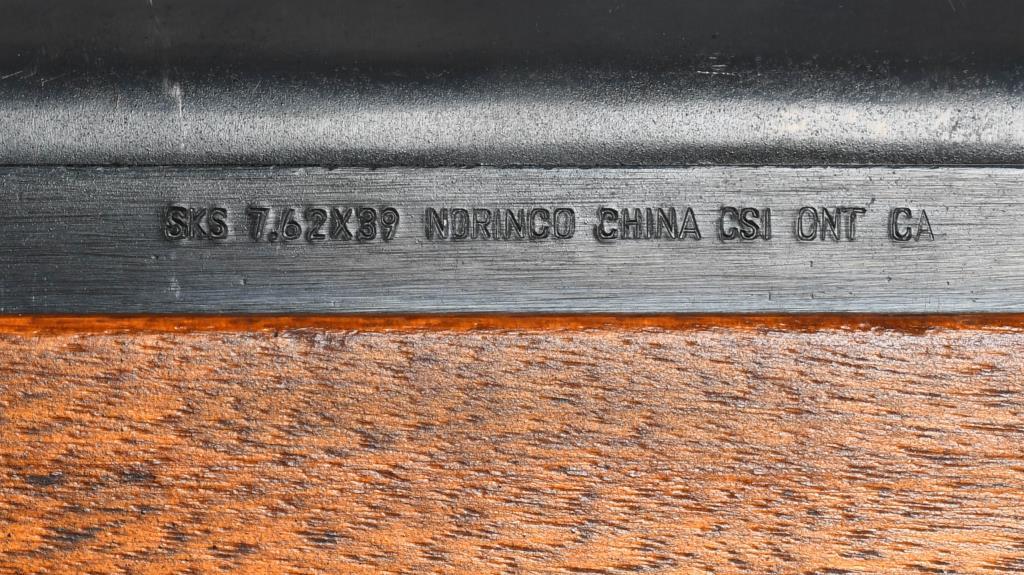 SKS 7.62X39 NORINCO CHINA CSI ONT CA